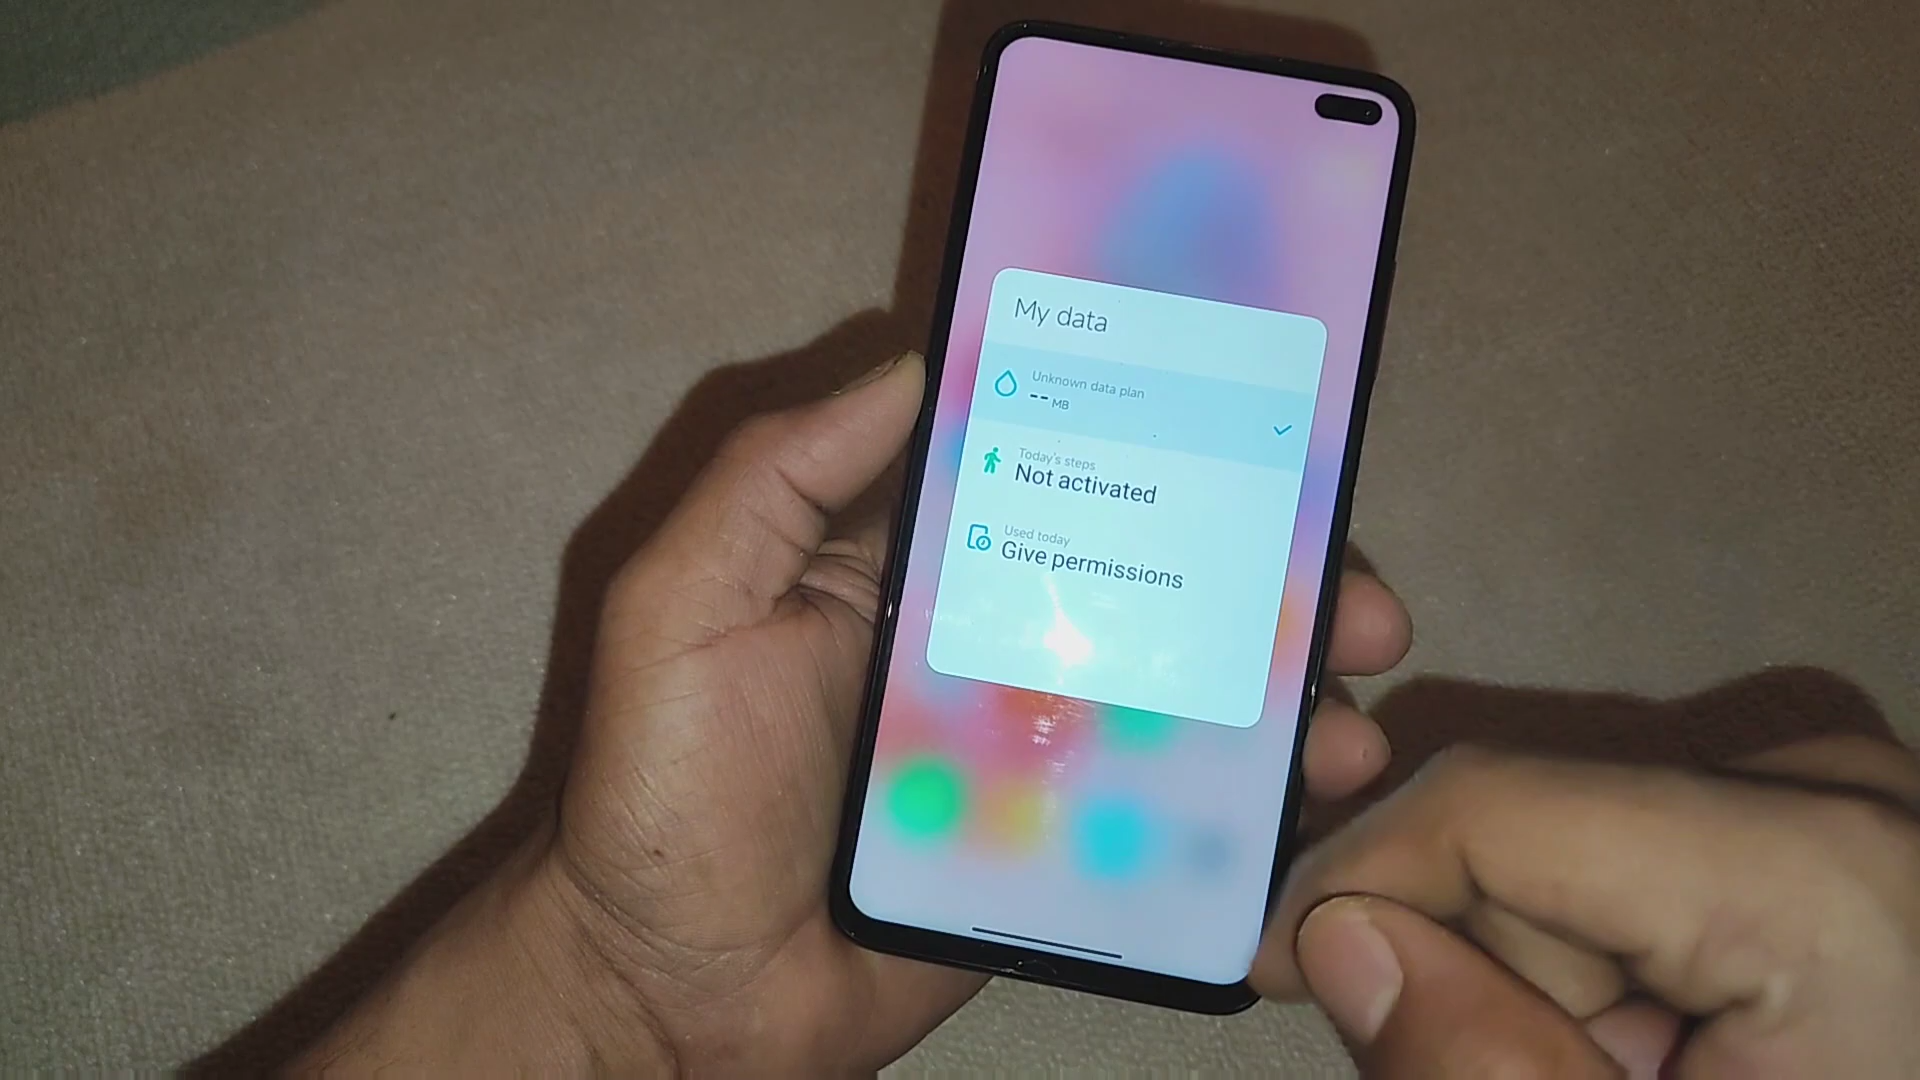 My data
Unknown data plan
-- MB
Today's steps
Not activated
Used today
Give permissions